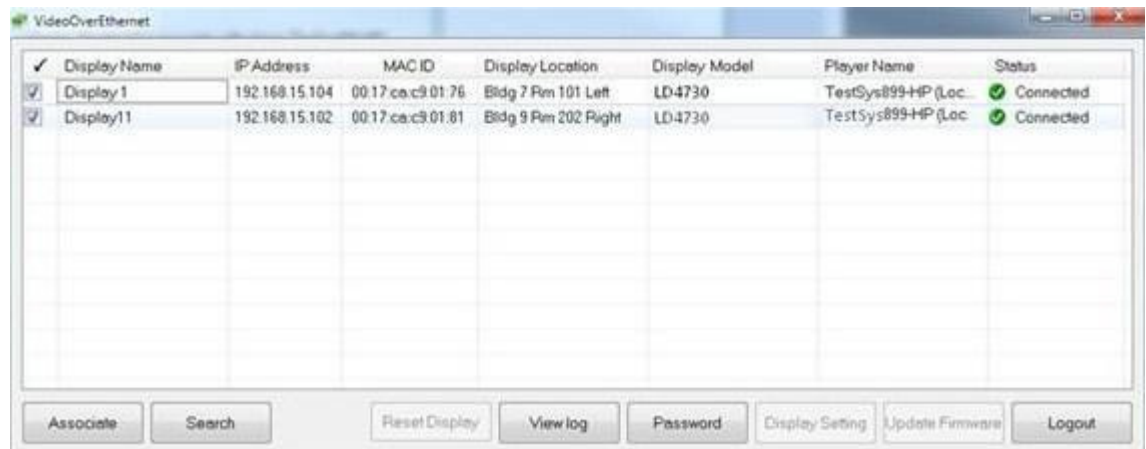 VideoOverEthernet
✓ Display Name IP Address MAC ID Display Location Display Model Player Name Status
Display 1 192.168.15.104 00:17:ca:c9:01:76 Bldg 7 Rm 101 Left LD4730 TestSys899-HP (Loc... Connected
Display11 192.168.15.102 00:17:ca:c9:01:81 Bldg 9 Rm 202 Right LD4730 TestSys899-HP (Loc Connected
Associate Search Reset Display View log Password Display Setting Update Firmware Logout